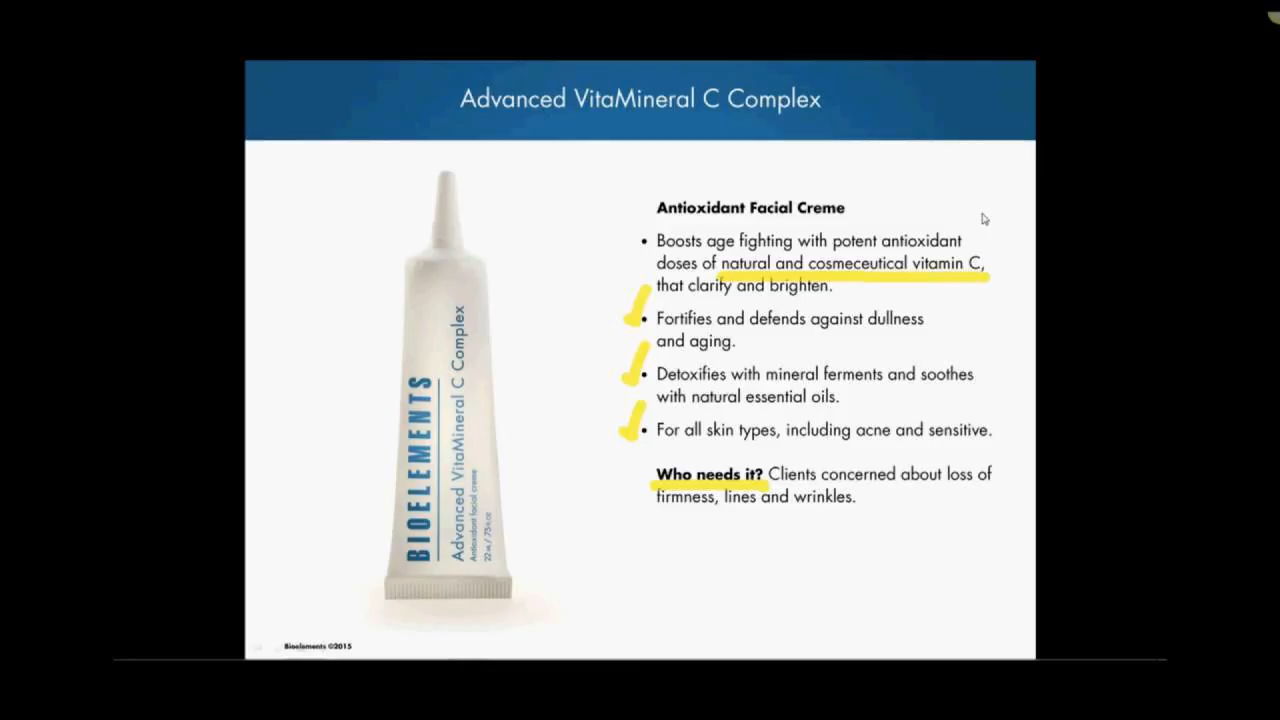 Advanced VitaMineral C Complex
Antioxidant Facial Creme
• Boosts age fighting with potent antioxidant
doses of natural and cosmeceutical vitamin C,
that clarify and brighten.
• Fortifies and defends against dullness
and aging.
• Detoxifies with mineral ferments and soothes
with natural essential oils.
• For all skin types, including acne and sensitive.
Who needs it? Clients concerned about loss of
firmness, lines and wrinkles.
BIOELEMENTS
Advanced VitaMineral C Complex
Antioxidant facial creme
Bioelements ©2015